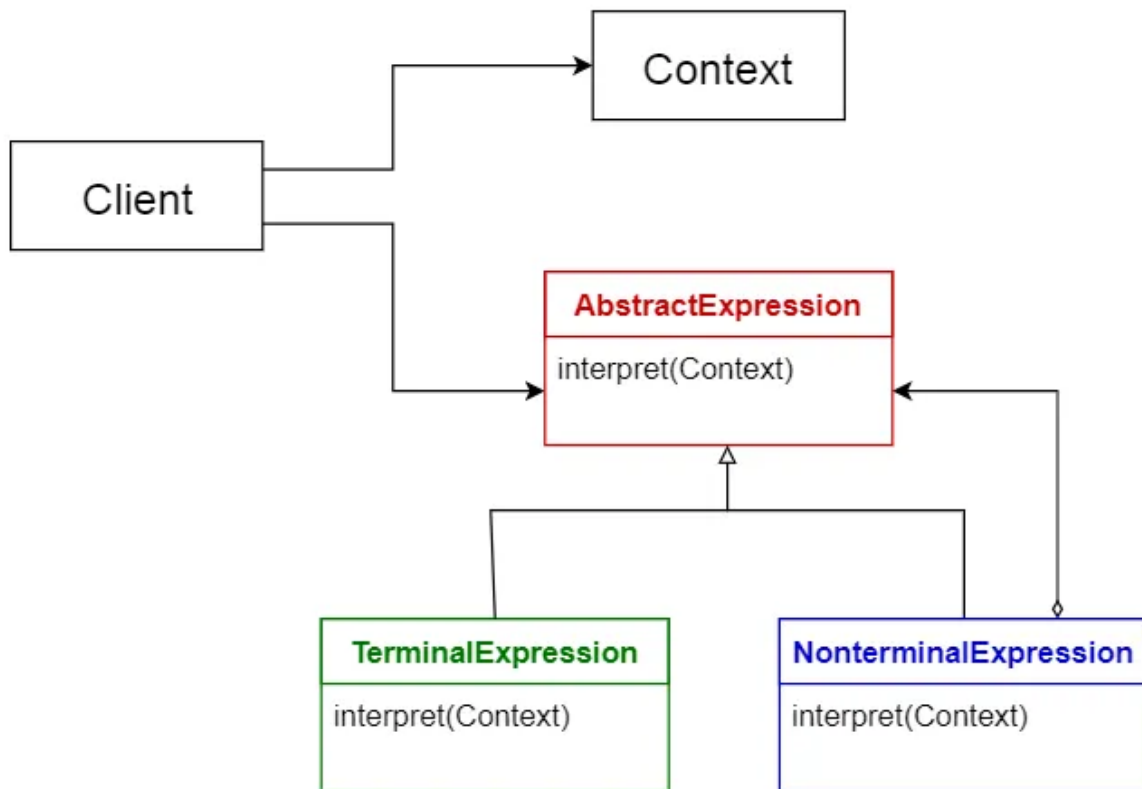 Context
Client
AbstractExpression
interpret(Context)
TerminalExpression
interpret(Context)
NonterminalExpression
interpret(Context)